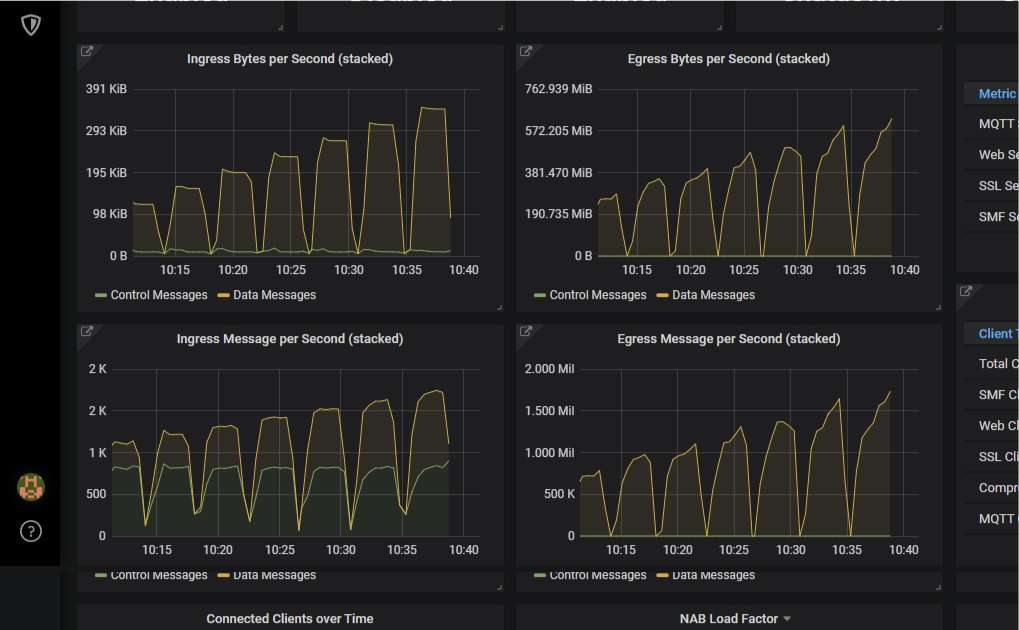 Ingress Bytes per Second (stacked)
391 KiB
293 KiB
195 KiB
98 KiB
0 B
10:15 10:20 10:25 10:30 10:35 10:40
Control Messages Data Messages
Egress Bytes per Second (stacked)
762.939 MiB
572.205 MiB
381.470 MiB
190.735 MiB
0 B
10:15 10:20 10:25 10:30 10:35 10:40
Control Messages Data Messages
Metric
MQTT
Web Se
SSL Se
SMF Se
Ingress Message per Second (stacked)
2 K
2 K
1 K
500
0
10:15 10:20 10:25 10:30 10:35 10:40
Control Messages Data Messages
Egress Message per Second (stacked)
2.000 Mil
1.500 Mil
1.000 Mil
500 K
0
10:15 10:20 10:25 10:30 10:35 10:40
Control Messages Data Messages
Client
Total C
SMF Cl
Web Cl
SSL Cli
Compr
MQTT
?
Connected Clients over Time
NAB Load Factor